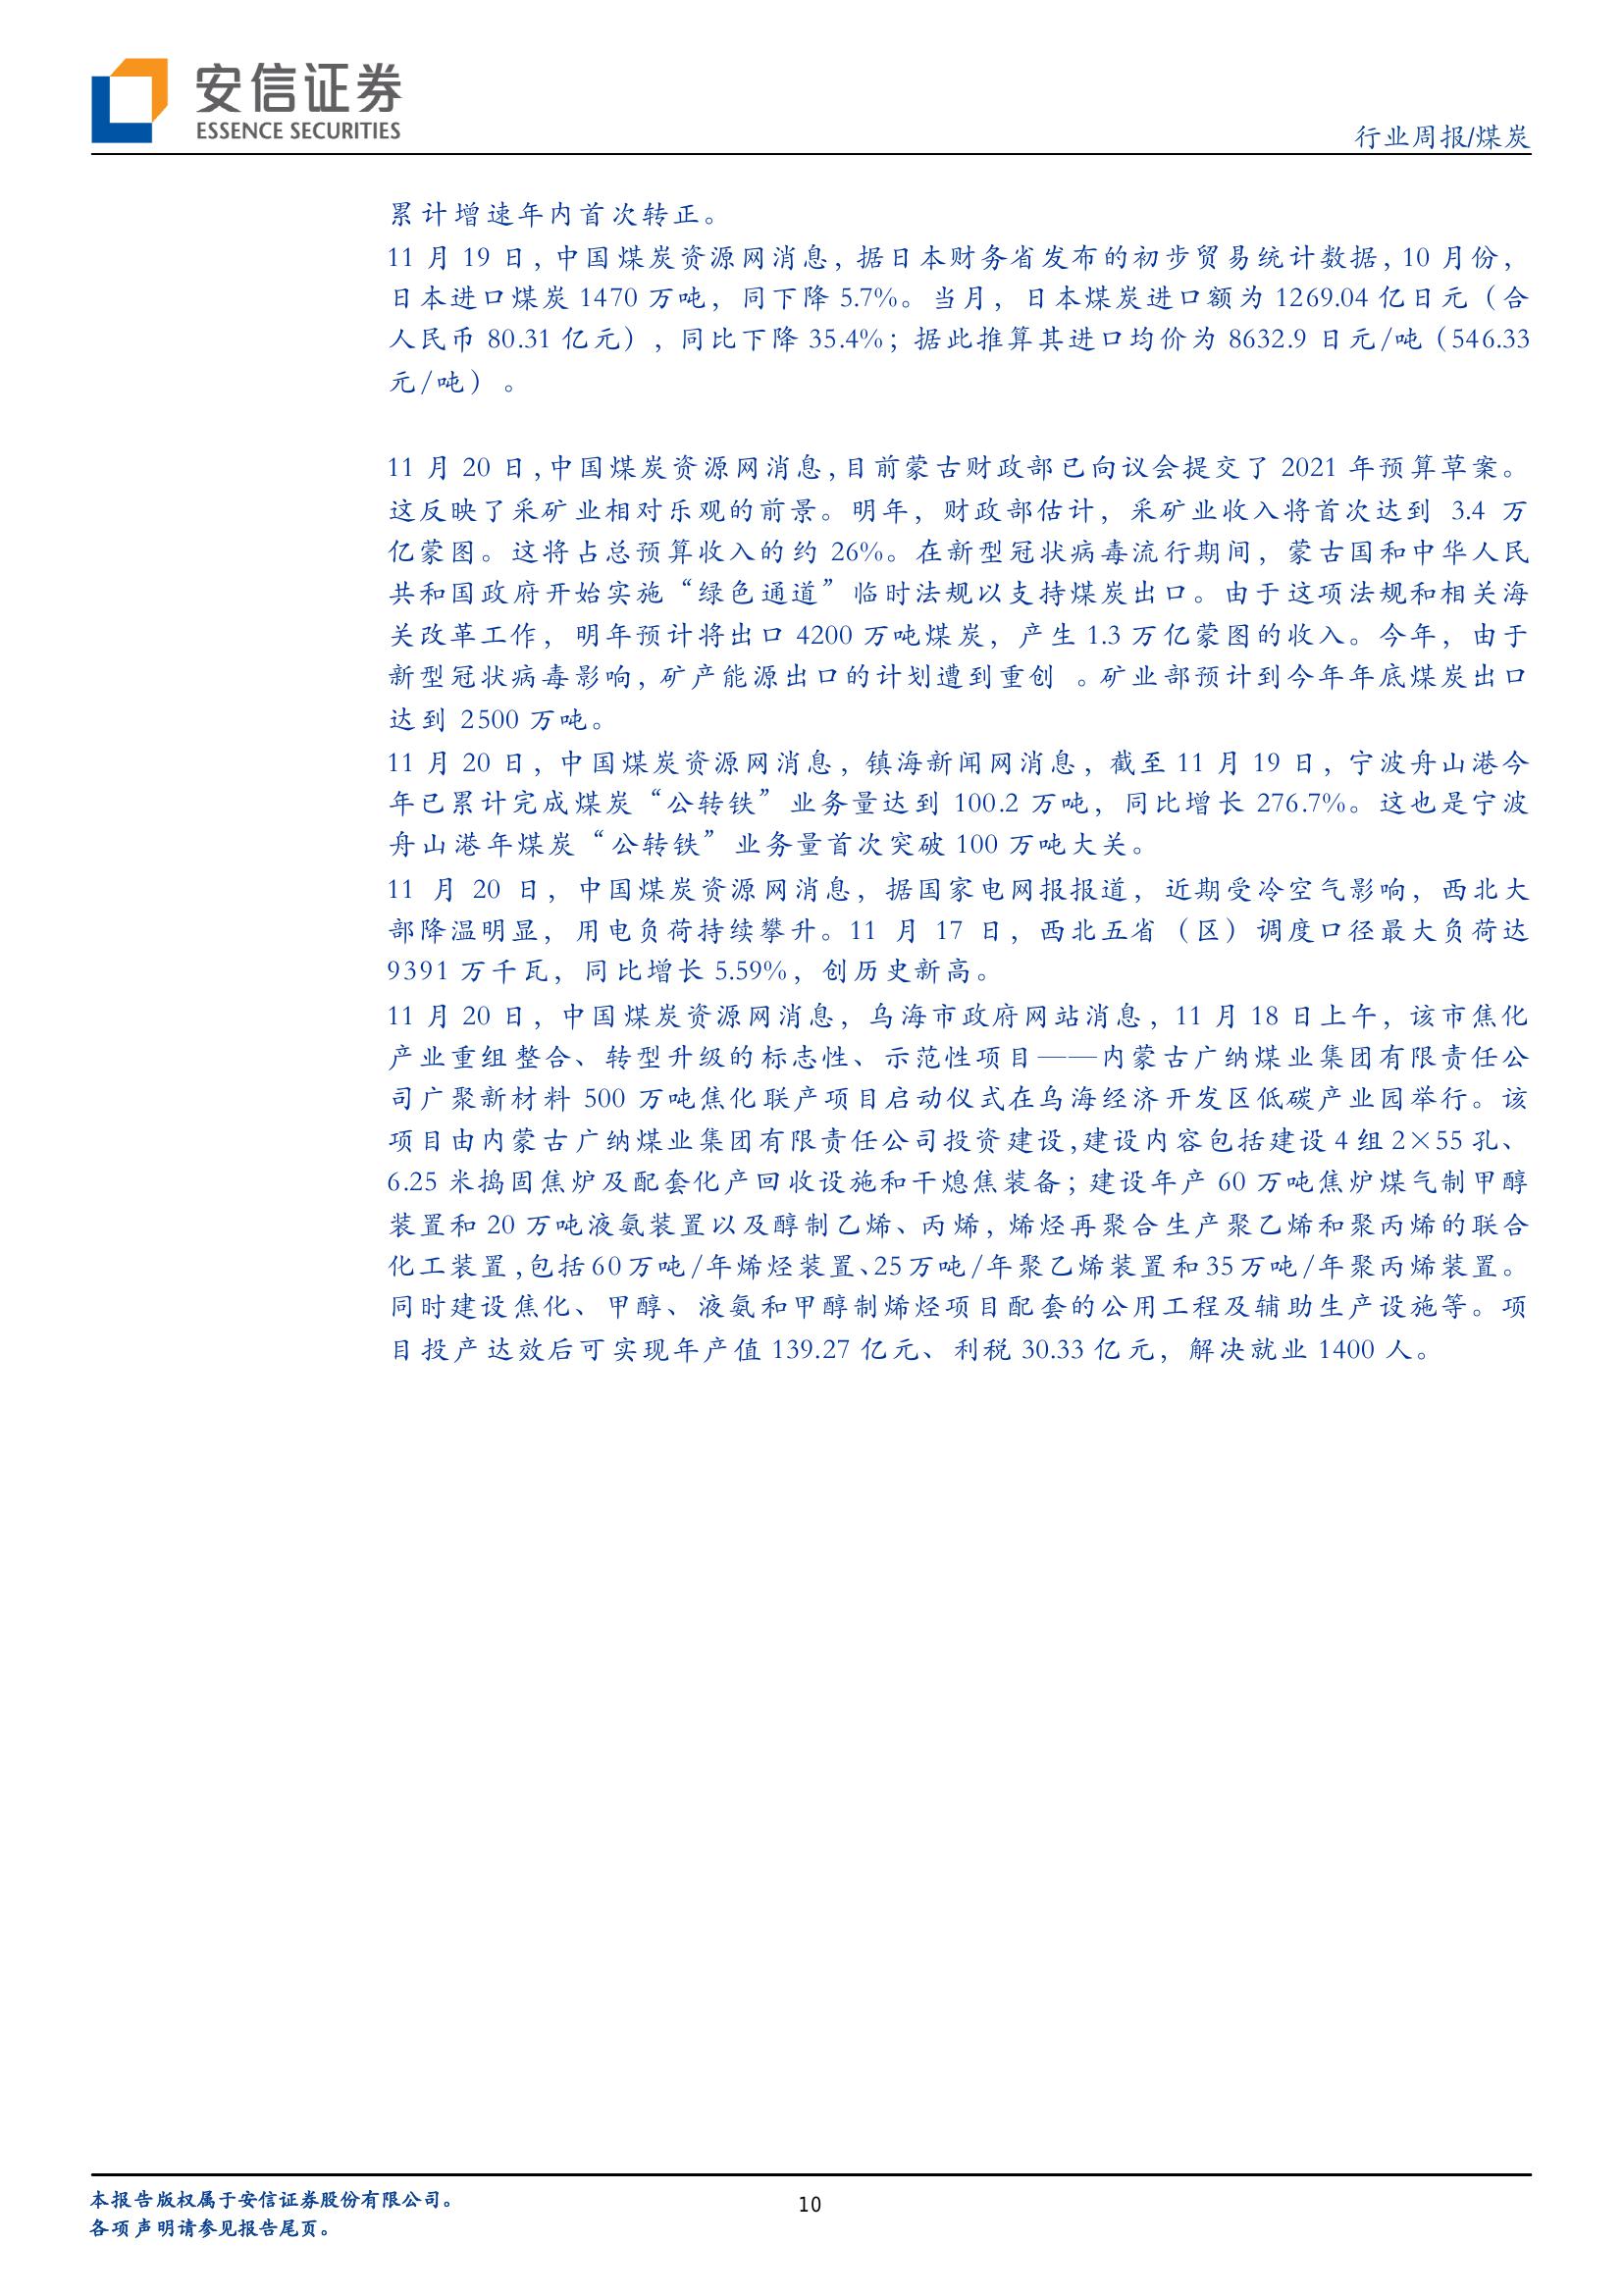 安信证券
ESSENCE SECURITIES
行业周报/煤炭
累计增速年内首次转正。
11 月 19 日，中国煤炭资源网消息，据日本财务省发布的初步贸易统计数据，10 月份，
日本进口煤炭 1470 万吨，同下降 5.7%。当月，日本煤炭进口额为 1269.04 亿日元（合
人民币 80.31 亿元），同比下降 35.4%；据此推算其进口均价为 8632.9 日元/吨（546.33
元/吨）。
11 月 20 日,中国煤炭资源网消息,目前蒙古财政部已向议会提交了 2021 年预算草案。
这反映了采矿业相对乐观的前景。明年，财政部估计，采矿业收入将首次达到 3.4 万
亿蒙图。这将占总预算收入的约 26%。在新型冠状病毒流行期间，蒙古国和中华人民
共和国政府开始实施“绿色通道”临时法规以支持煤炭出口。由于这项法规和相关海
关改革工作，明年预计将出口 4200 万吨煤炭，产生 1.3 万亿蒙图的收入。今年，由于
新型冠状病毒影响，矿产能源出口的计划遭到重创 。矿业部预计到今年年底煤炭出口
达到 2500 万吨。
11 月 20 日，中国煤炭资源网消息，镇海新闻网消息，截至 11 月 19 日，宁波舟山港今
年已累计完成煤炭“公转铁”业务量达到 100.2 万吨，同比增长 276.7%。这也是宁波
舟山港年煤炭“公转铁”业务量首次突破 100 万吨大关。
11 月 20 日，中国煤炭资源网消息，据国家电网报报道，近期受冷空气影响，西北大
部降温明显，用电负荷持续攀升。11 月 17 日，西北五省（区）调度口径最大负荷达
9391 万千瓦，同比增长 5.59%，创历史新高。
11 月 20 日，中国煤炭资源网消息，乌海市政府网站消息，11 月 18 日上午，该市焦化
产业重组整合、转型升级的标志性、示范性项目——内蒙古广纳煤业集团有限责任公
司广聚新材料 500 万吨焦化联产项目启动仪式在乌海经济开发区低碳产业园举行。该
项目由内蒙古广纳煤业集团有限责任公司投资建设,建设内容包括建设 4 组 2×55 孔、
6.25 米捣固焦炉及配套化产回收设施和干熄焦装备；建设年产 60 万吨焦炉煤气制甲醇
装置和 20 万吨液氨装置以及醇制乙烯、丙烯，烯烃再聚合生产聚乙烯和聚丙烯的联合
化工装置,包括 60 万吨/年烯烃装置、25 万吨/年聚乙烯装置和 35 万吨/年聚丙烯装置。
同时建设焦化、甲醇、液氨和甲醇制烯烃项目配套的公用工程及辅助生产设施等。项
目投产达效后可实现年产值 139.27 亿元、利税 30.33 亿元，解决就业 1400 人。
本报告版权属于安信证券股份有限公司。
10
各项声明请参见报告尾页。